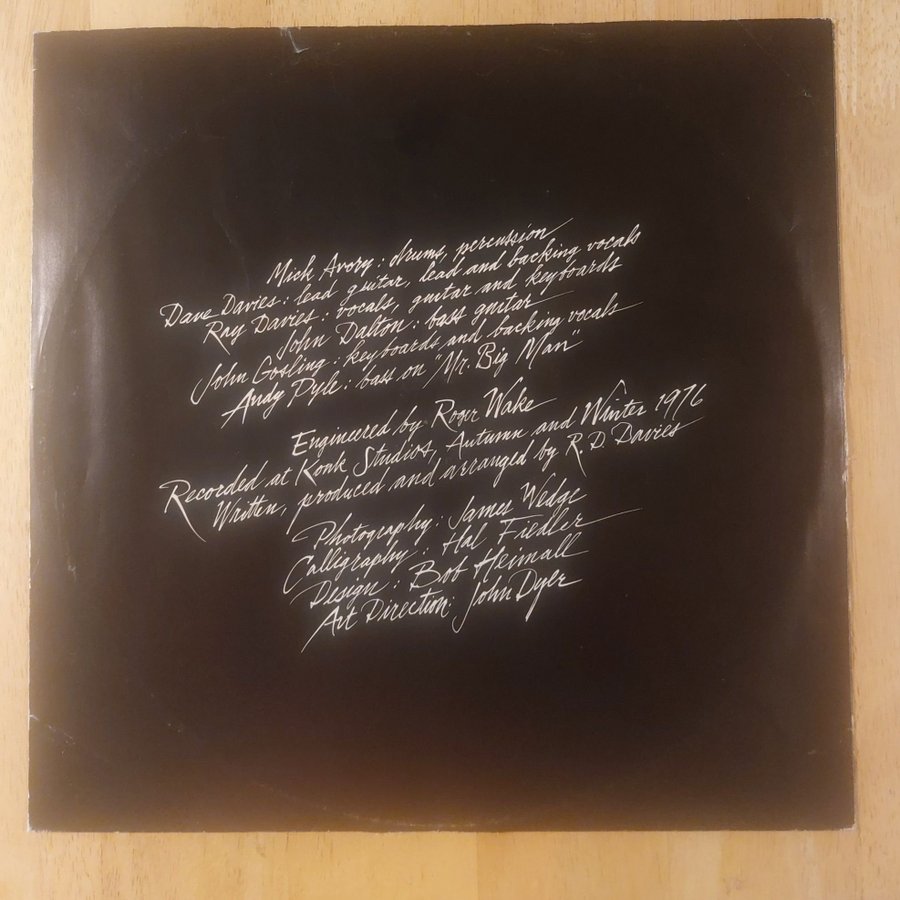 Mick Avory: drums, percussion
Dave Davies: lead guitar, lead and backing vocals
Ray Davies: vocals, guitar and keyboards
John Dalton: bass guitar
John Gosling: keyboards and backing vocals
Andy Pyle: bass on "Mr. Big Man"
Engineered by Roger Wake
Recorded at Konk Studios, Autumn and Winter 1976
Written, produced and arranged by R. D. Davies
Photography: James Wedge
Calligraphy: Hal Fiedler
Design: Bob Heimall
Art Direction: John Dyer